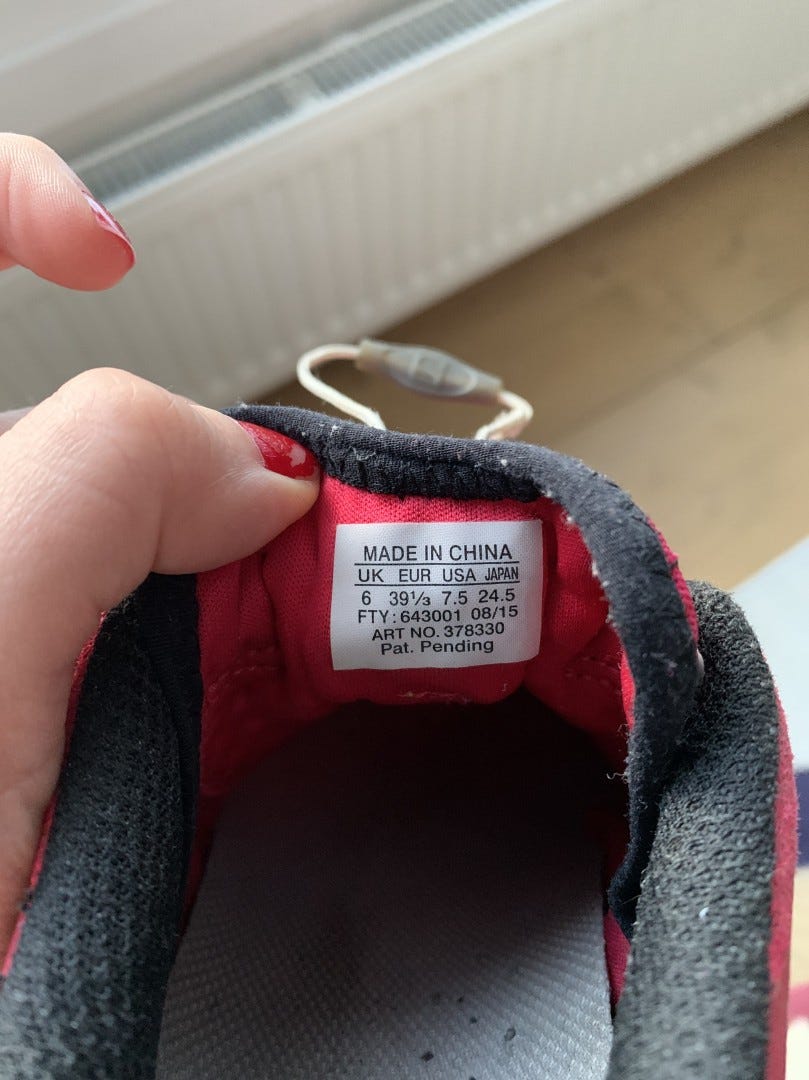 MADE IN CHINA
UK EUR USA JAPAN
6 39⅓ 7.5 24.5
FTY: 643001 08/15
ART NO. 378330
Pat. Pending